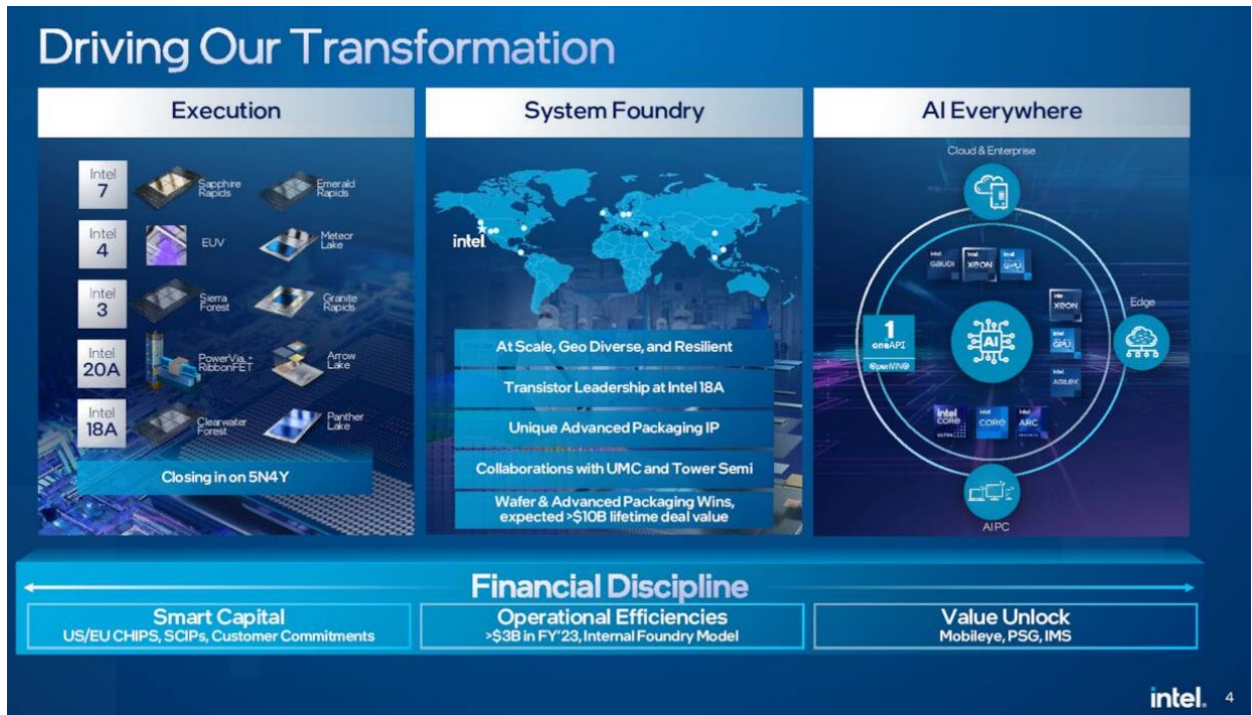 Driving Our Transformation
Execution
Intel
7
Sapphire
Rapids
Emerald
Rapids
Intel
4
EUV
Meteor
Lake
Intel
3
Sierra
Forest
Granite
Rapids
Intel
20A
PowerVia +
RibbonFET
Arrow
Lake
Intel
18A
Clearwater
Forest
Panther
Lake
Closing in on 5N4Y
System Foundry
intel
At Scale, Geo Diverse, and Resilient
Transistor Leadership at Intel 18A
Unique Advanced Packaging IP
Collaborations with UMC and Tower Semi
Wafer & Advanced Packaging Wins,
expected >$10B lifetime deal value
AI Everywhere
Cloud & Enterprise
intel
GAUDI
intel
XEON
intel
GPU
XEON
Edge
1
oneAPI
OpenVINO
AI
GPU
AGILEX
intel
CORE
ULTRA
intel
CORE
intel
ARC
AI PC
Financial Discipline
Smart Capital
US/EU CHIPS, SCIPs, Customer Commitments
Operational Efficiencies
>$3B in FY'23, Internal Foundry Model
Value Unlock
Mobileye, PSG, IMS
intel. 4